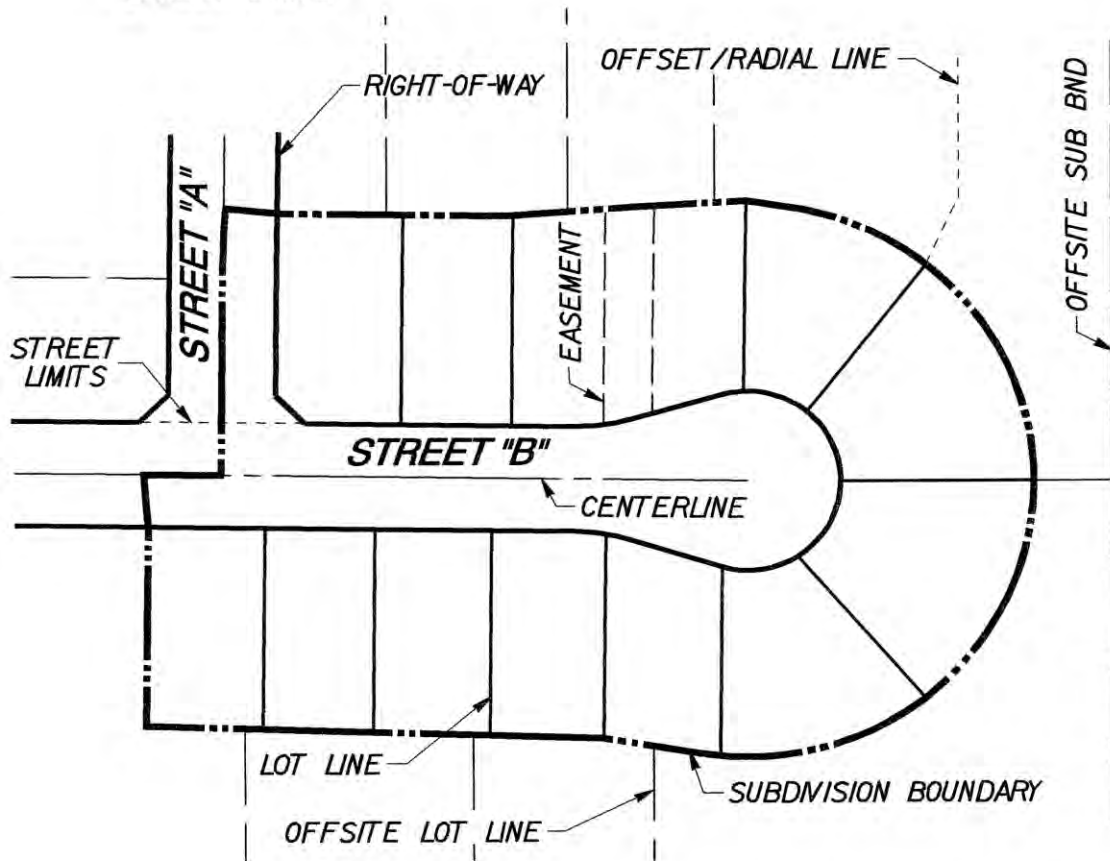 OFFSET/RADIAL LINE
RIGHT-OF-WAY
OFFSITE SUB BND
STREET "A"
EASEMENT
STREET
LIMITS
STREET "B"
CENTERLINE
LOT LINE
SUBDIVISION BOUNDARY
OFFSITE LOT LINE